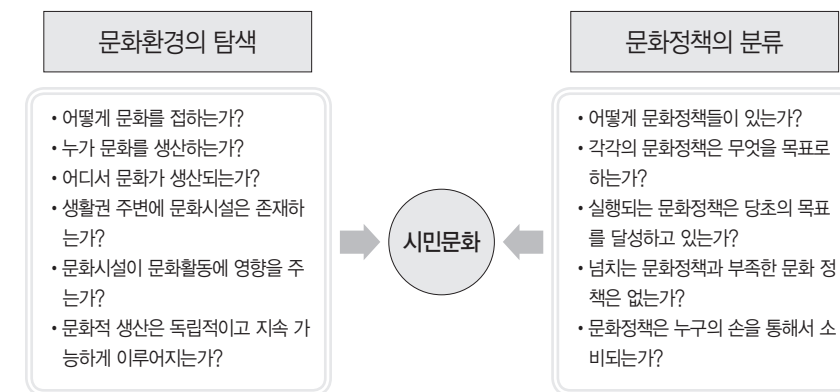 문화환경의 탐색
• 어떻게 문화를 접하는가?
• 누가 문화를 생산하는가?
• 어디서 문화가 생산되는가?
• 생활권 주변에 문화시설은 존재하
는가?
• 문화시설이 문화활동에 영향을 주
는가?
• 문화적 생산은 독립적이고 지속 가
능하게 이루어지는가?
시민문화
문화정책의 분류
• 어떻게 문화정책들이 있는가?
• 각각의 문화정책은 무엇을 목표로
하는가?
• 실행되는 문화정책은 당초의 목표
를 달성하고 있는가?
• 넘치는 문화정책과 부족한 문화 정
책은 없는가?
• 문화정책은 누구의 손을 통해서 소
비되는가?